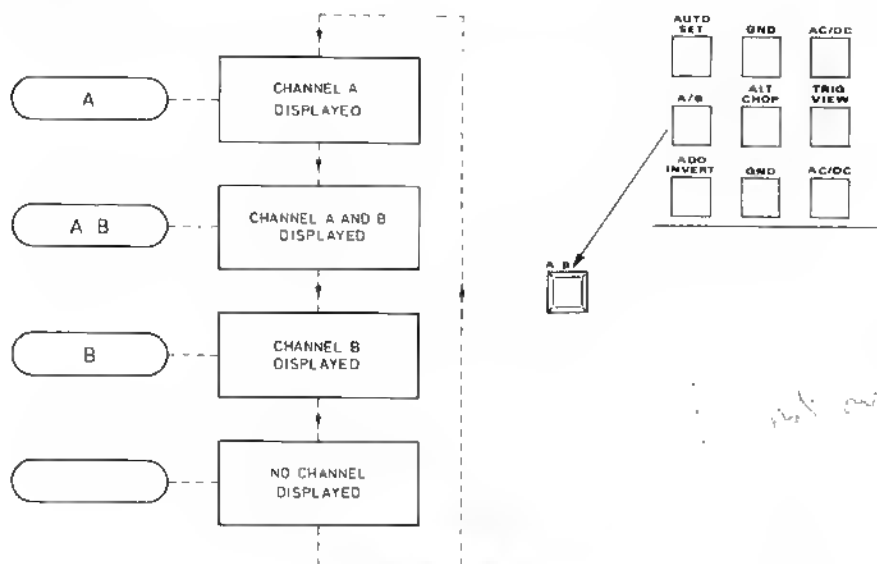 A
CHANNEL A
DISPLAYED
A B
CHANNEL A AND B
DISPLAYED
B
CHANNEL B
DISPLAYED
NO CHANNEL
DISPLAYED
AUTO
SET
GND
AC/DC
A/B
ALT
CHOP
TRIG
VIEW
ADD
INVERT
GND
AC/DC
A B